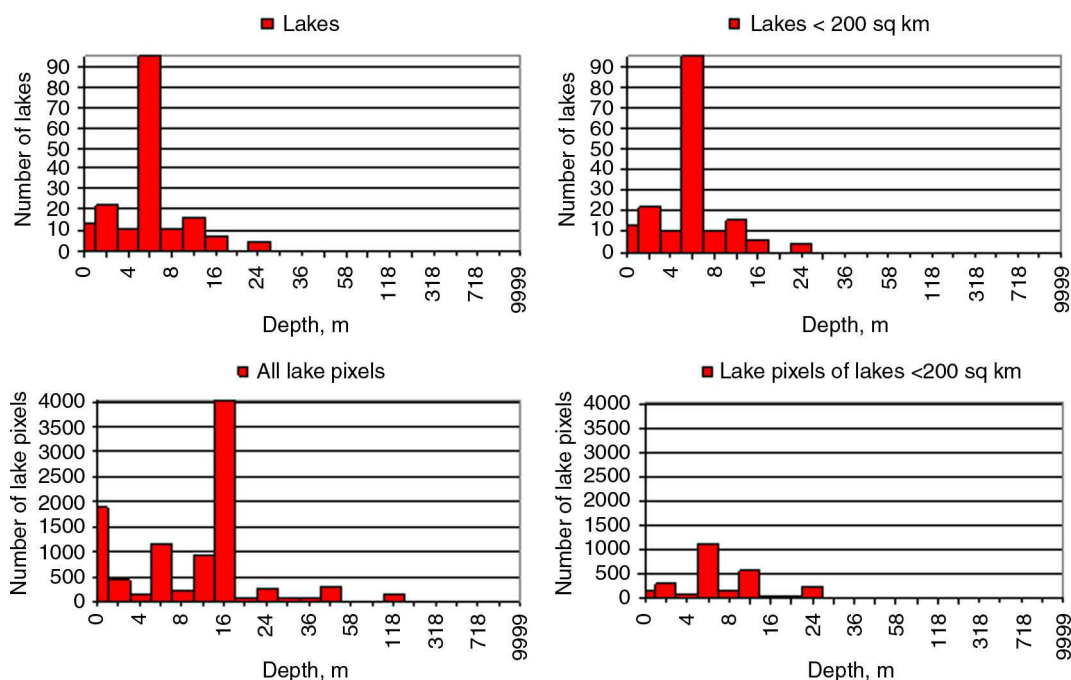 Lakes
Number of lakes
90
80
70
60
50
40
30
20
10
0
0 4 8 16 24 36 58 118 318 718 9999
Depth, m
Lakes < 200 sq km
Number of lakes
90
80
70
60
50
40
30
20
10
0
0 4 8 16 24 36 58 118 318 718 9999
Depth, m
All lake pixels
Number of lake pixels
4000
3500
3000
2500
2000
1500
1000
500
0
0 4 8 16 24 36 58 118 318 718 9999
Depth, m
Lake pixels of lakes <200 sq km
Number of lake pixels
4000
3500
3000
2500
2000
1500
1000
500
0
0 4 8 16 24 36 58 118 318 718 9999
Depth, m